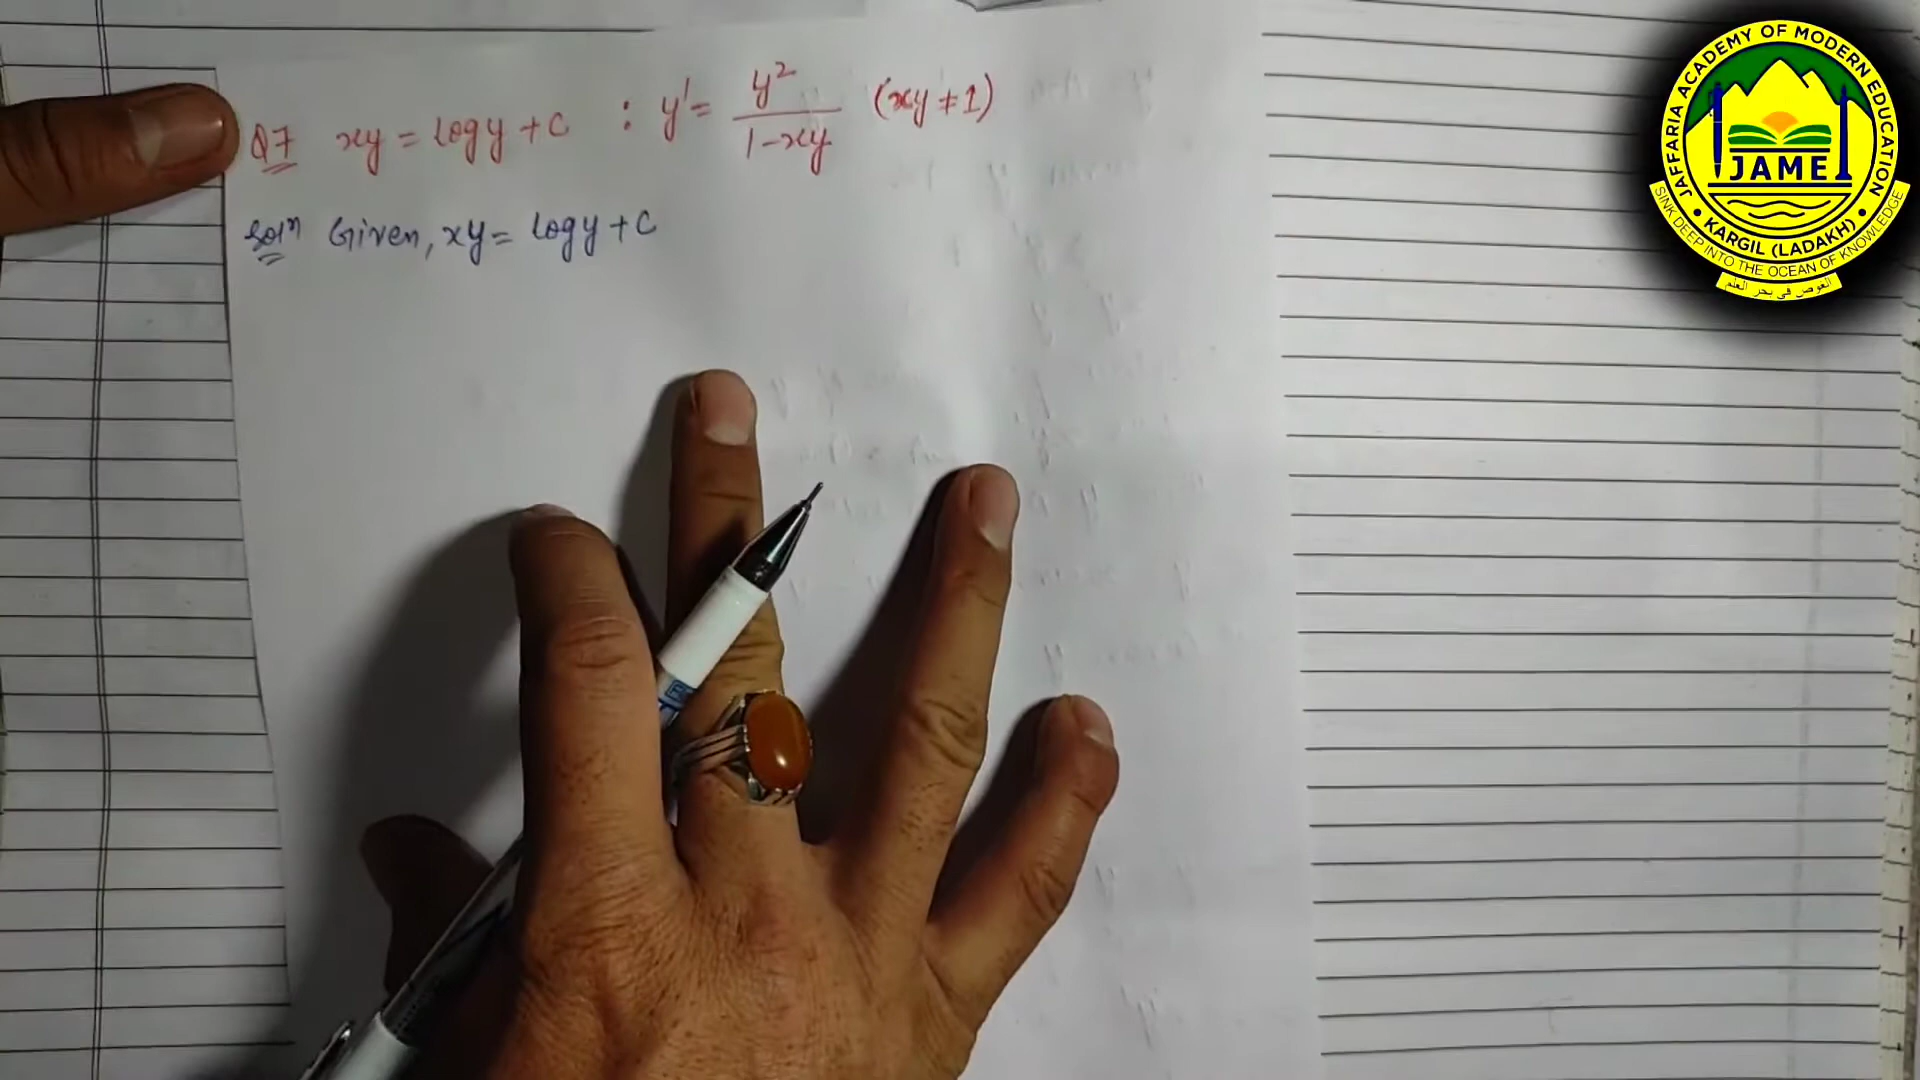 Q7 xy = log y + C : y' = y²/(1-xy) (xy ≠ 1)
Soln Given, xy = log y + C
JAFFARIA ACADEMY OF MODERN EDUCATION
JAME
• KARGIL (LADAKH) •
SINK DEEP INTO THE OCEAN OF KNOWLEDGE
الغوص في بحر العلم